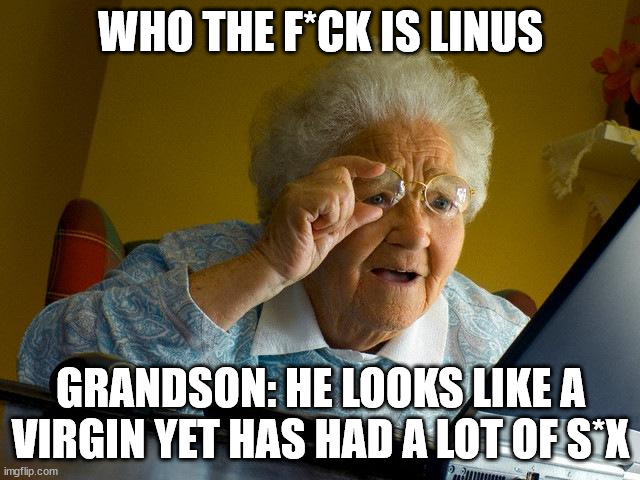 WHO THE F*CK IS LINUS
GRANDSON: HE LOOKS LIKE A
VIRGIN YET HAS HAD A LOT OF S*X
imgflip.com